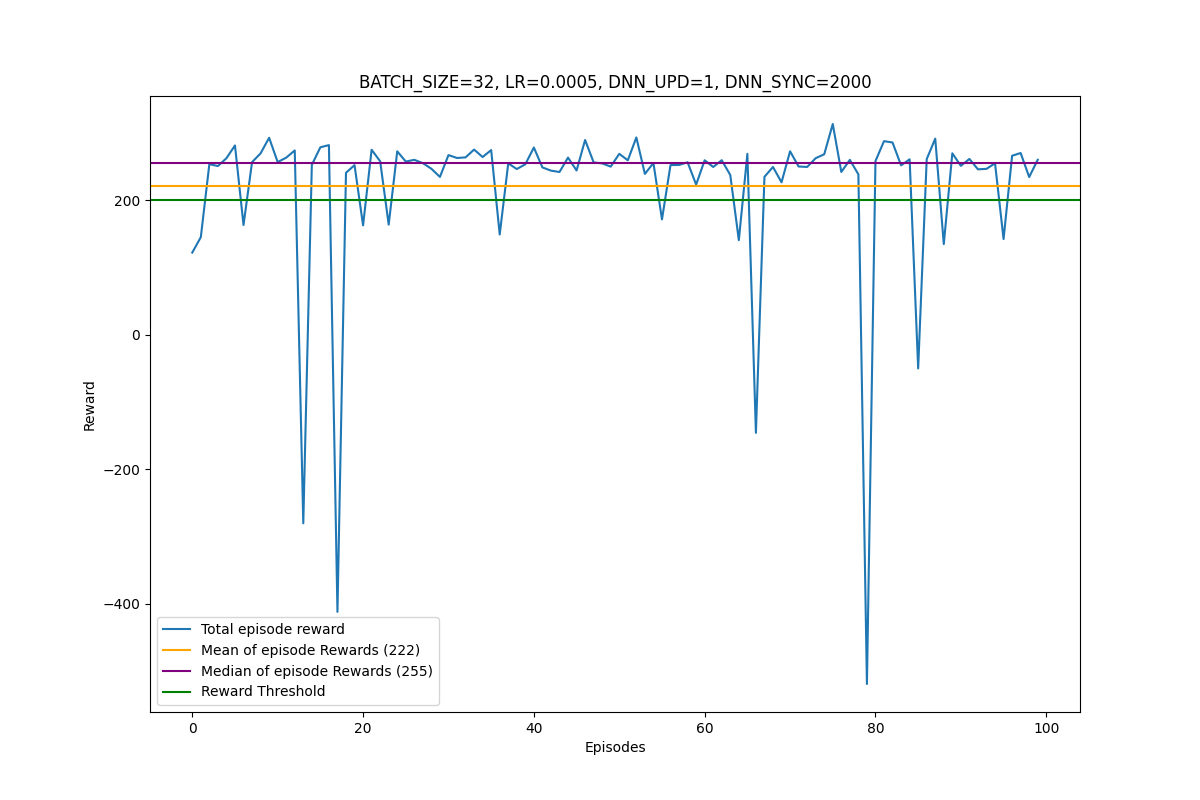 BATCH_SIZE=32, LR=0.0005, DNN_UPD=1, DNN_SYNC=2000
200
0
−200
−400
Reward
Total episode reward
Mean of episode Rewards (222)
Median of episode Rewards (255)
Reward Threshold
0 20 40 60 80 100
Episodes